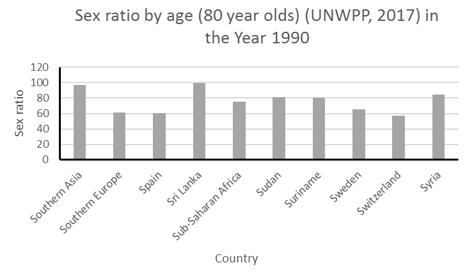 Sex ratio by age (80 year olds) (UNWPP, 2017) in
the Year 1990
120
100
80
60
40
20
0
Sex ratio
Southern Asia
Southern Europe
Spain
Sri Lanka
Sub-Saharan Africa
Sudan
Suriname
Sweden
Switzerland
Syria
Country